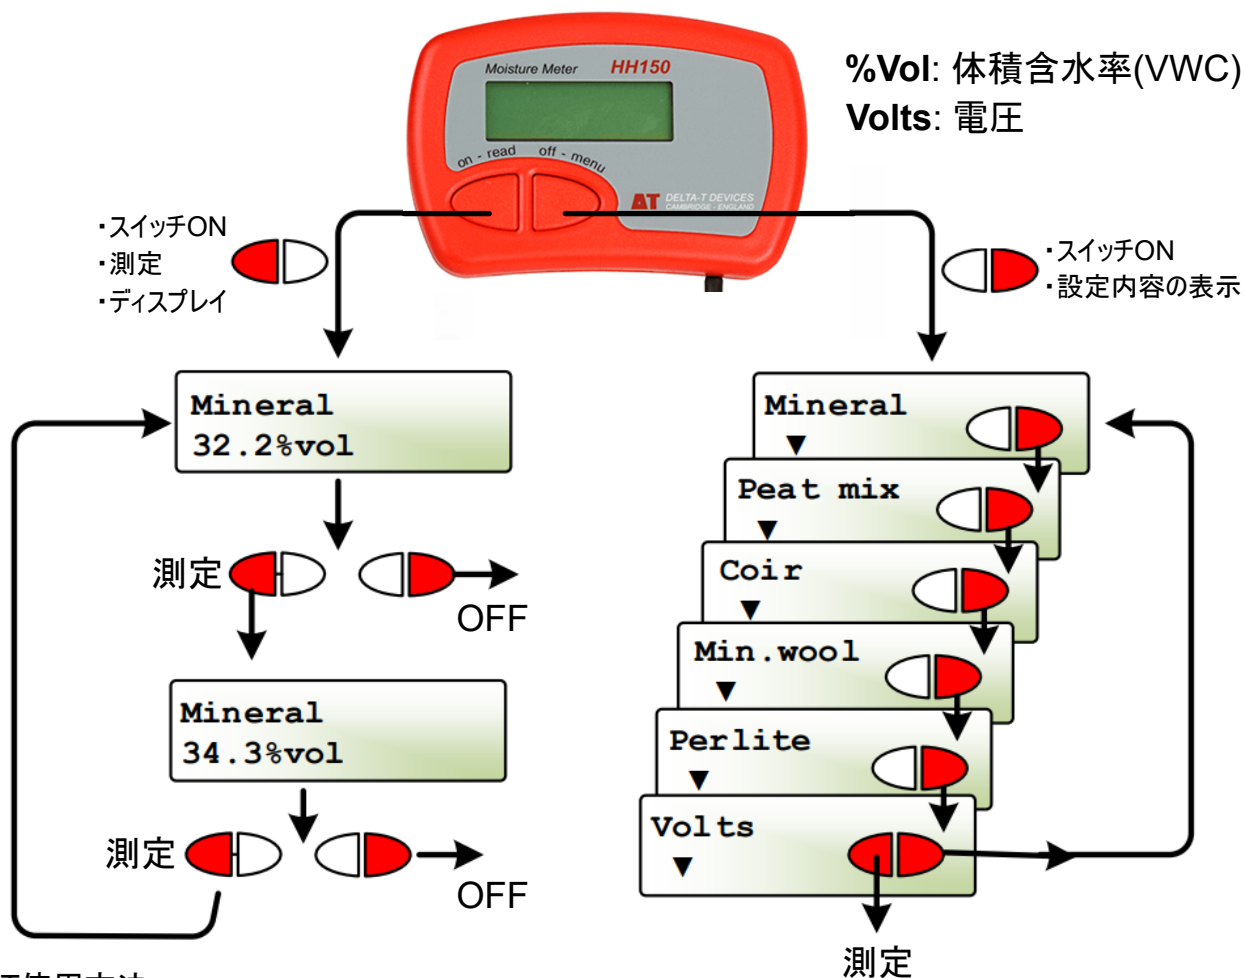 Moisture Meter HH150
%Vol: 体積含水率(VWC)
Volts: 電圧
on - read off - menu
ΔT DELTA-T DEVICES
CAMBRIDGE - ENGLAND
・スイッチON
・測定
・ディスプレイ
・スイッチON
・設定内容の表示
Mineral
32.2%vol
測定
OFF
Mineral
34.3%vol
測定
OFF
Mineral
▼
Peat mix
▼
Coir
▼
Min.wool
▼
Perlite
▼
Volts
▼
測定